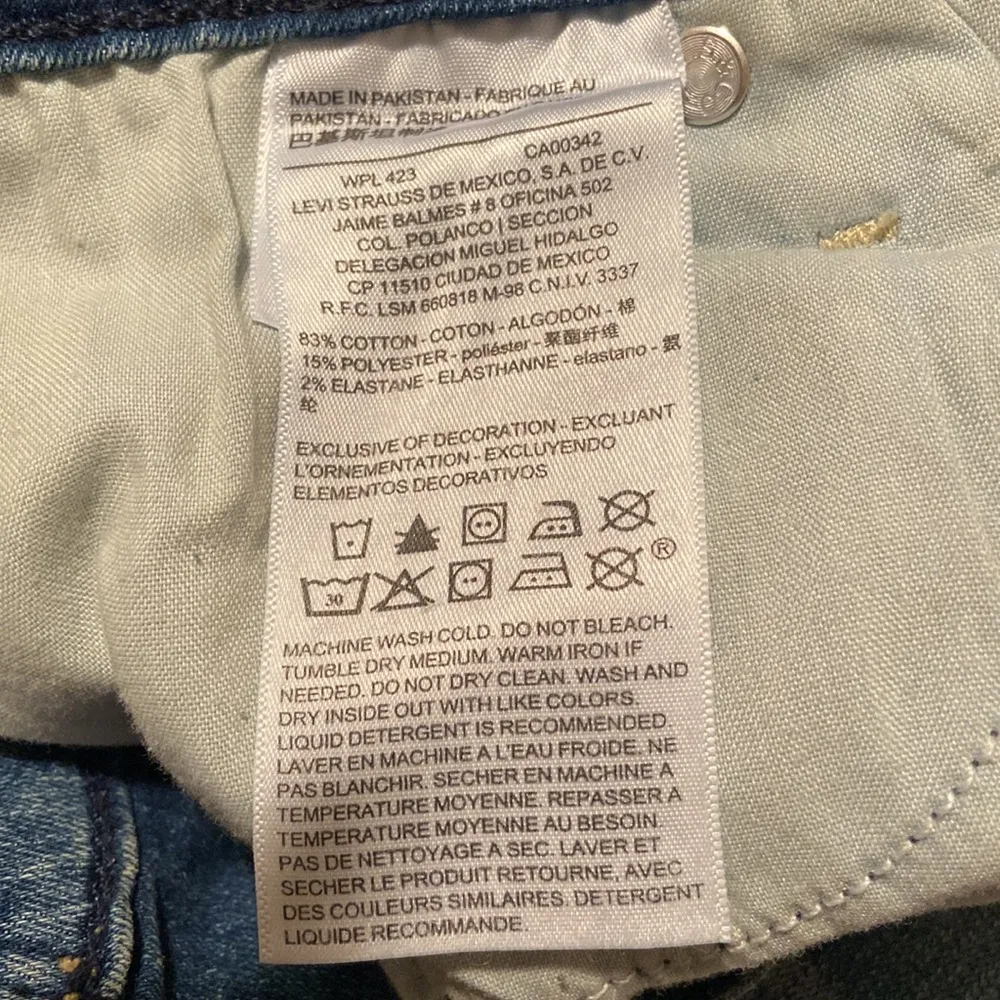 MADE IN PAKISTAN - FABRIQUE AU
PAKISTAN - FABRICADO
巴基斯坦制
WPL 423 CA00342
LEVI STRAUSS DE MEXICO, S.A. DE C.V.
JAIME BALMES # 8 OFICINA 502
COL. POLANCO I SECCION
DELEGACION MIGUEL HIDALGO
CP 11510 CIUDAD DE MEXICO
R.F.C. LSM 660818 M-98 C.N.I.V. 3337
83% COTTON - COTON - ALGODÓN - 棉
15% POLYESTER - poliéster - 聚酯纤维
2% ELASTANE - ELASTHANNE - elastano - 氨
纶
EXCLUSIVE OF DECORATION - EXCLUANT
L'ORNEMENTATION - EXCLUYENDO
ELEMENTOS DECORATIVOS
®
30
MACHINE WASH COLD. DO NOT BLEACH.
TUMBLE DRY MEDIUM. WARM IRON IF
NEEDED. DO NOT DRY CLEAN. WASH AND
DRY INSIDE OUT WITH LIKE COLORS.
LIQUID DETERGENT IS RECOMMENDED.
LAVER EN MACHINE A L'EAU FROIDE. NE
PAS BLANCHIR. SECHER EN MACHINE A
TEMPERATURE MOYENNE. REPASSER A
TEMPERATURE MOYENNE AU BESOIN.
PAS DE NETTOYAGE A SEC. LAVER ET
SECHER LE PRODUIT RETOURNE, AVEC
DES COULEURS SIMILAIRES. DETERGENT
LIQUIDE RECOMMANDE.